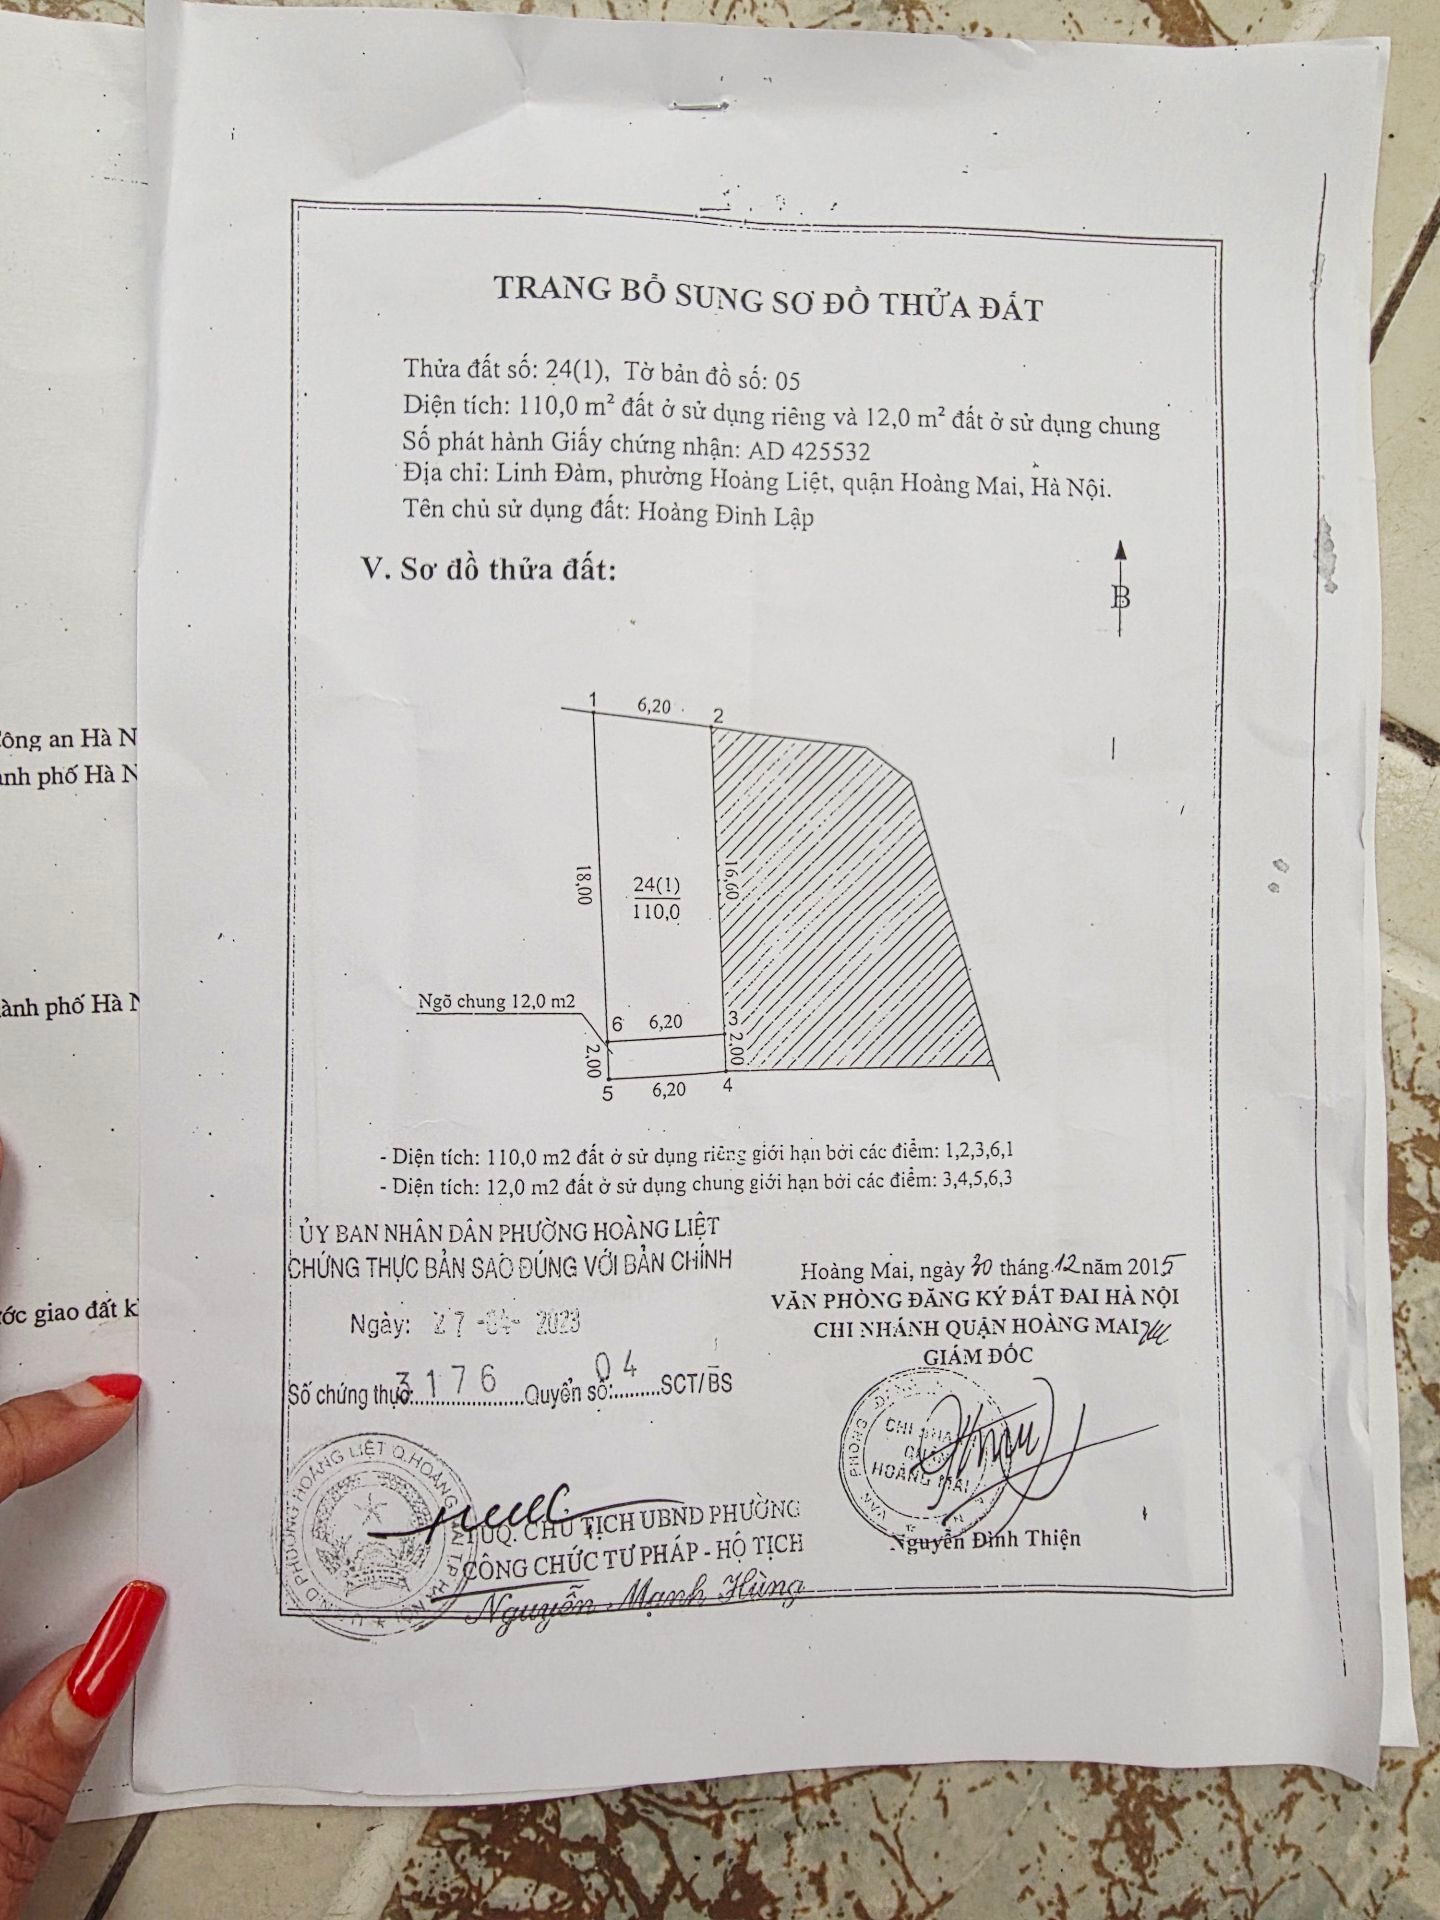 TRANG BỔ SUNG SƠ ĐỒ THỬA ĐẤT
Thửa đất số: 24(1), Tờ bản đồ số: 05
Diện tích: 110,0 m² đất ở sử dụng riêng và 12,0 m² đất ở sử dụng chung
Số phát hành Giấy chứng nhận: AD 425532
Địa chỉ: Linh Đàm, phường Hoàng Liệt, quận Hoàng Mai, Hà Nội.
Tên chủ sử dụng đất: Hoàng Đinh Lập
V. Sơ đồ thửa đất:
B
1
6,20
2
18,00
24(1)
110,0
16,60
Ngõ chung 12,0 m2
6
6,20
3
2,00
2,00
5
6,20
4
- Diện tích: 110,0 m2 đất ở sử dụng riêng giới hạn bởi các điểm: 1,2,3,6,1
- Diện tích: 12,0 m2 đất ở sử dụng chung giới hạn bởi các điểm: 3,4,5,6,3
ỦY BAN NHÂN DÂN PHƯỜNG HOÀNG LIỆT
CHỨNG THỰC BẢN SAO ĐÚNG VỚI BẢN CHÍNH
Ngày: 27-04-2023
Số chứng thực: 3176 Quyển số: 04 SCT/BS
TUQ. CHỦ TỊCH UBND PHƯỜNG
CÔNG CHỨC TƯ PHÁP - HỘ TỊCH
Nguyễn Mạnh Hùng
Hoàng Mai, ngày 30 tháng 12 năm 2015
VĂN PHÒNG ĐĂNG KÝ ĐẤT ĐAI HÀ NỘI
CHI NHÁNH QUẬN HOÀNG MAI
GIÁM ĐỐC
HOÀNG MAI
Nguyễn Đình Thiện
Công an Hà N
ành phố Hà N
ành phố Hà N
ớc giao đất k